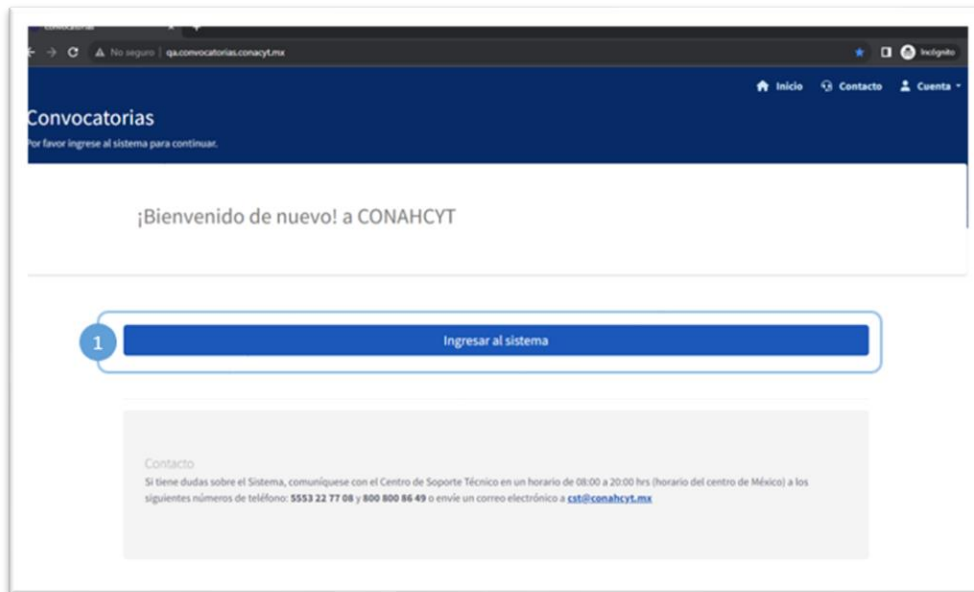 No seguro | qa.convocatorias.conacyt.mx
Incógnito
Inicio Contacto Cuenta
Convocatorias
Por favor ingrese al sistema para continuar.
¡Bienvenido de nuevo! a CONAHCYT
1
Ingresar al sistema
Contacto
Si tiene dudas sobre el Sistema, comuníquese con el Centro de Soporte Técnico en un horario de 08:00 a 20:00 hrs (horario del centro de México) a los
siguientes números de teléfono: 5553 22 77 08 y 800 800 86 49 o envíe un correo electrónico a cst@conahcyt.mx